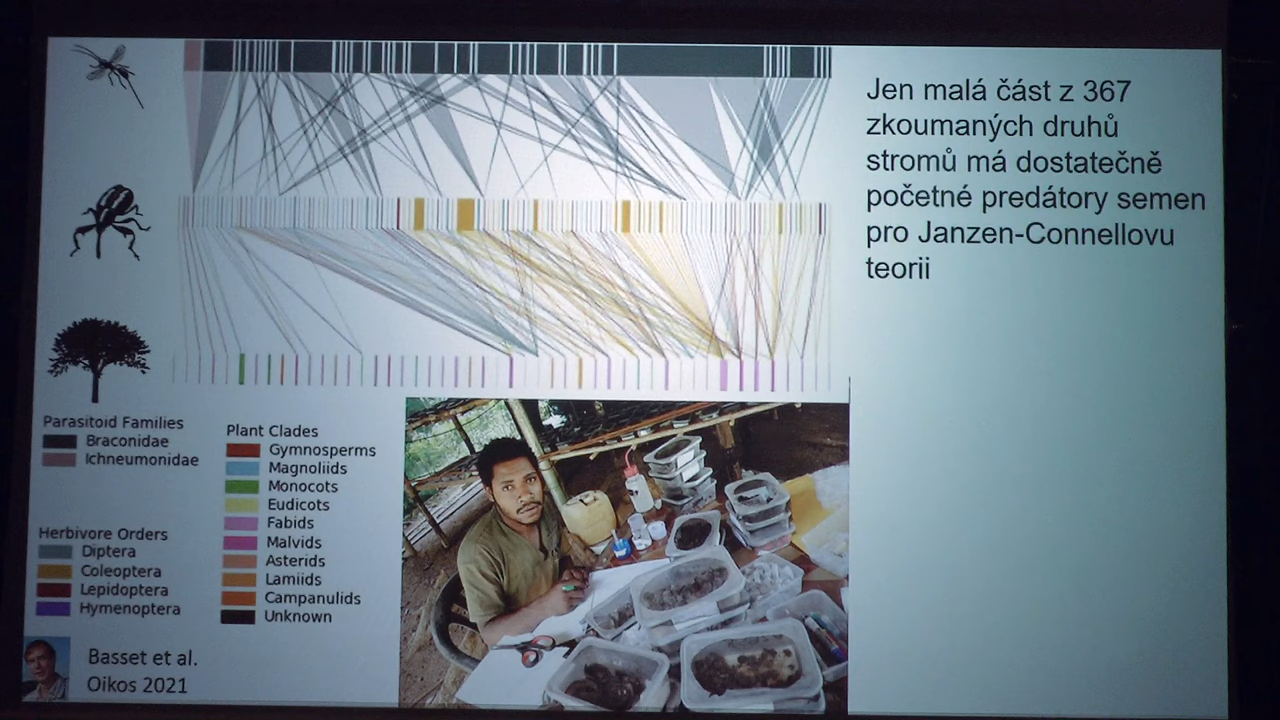 Jen malá část z 367
zkoumaných druhů
stromů má dostatečně
početné predátory semen
pro Janzen-Connellovu
teorii
Parasitoid Families
Braconidae
Ichneumonidae
Herbivore Orders
Diptera
Coleoptera
Lepidoptera
Hymenoptera
Plant Clades
Gymnosperms
Magnoliids
Monocots
Eudicots
Fabids
Malvids
Asterids
Lamiids
Campanulids
Unknown
Basset et al.
Oikos 2021